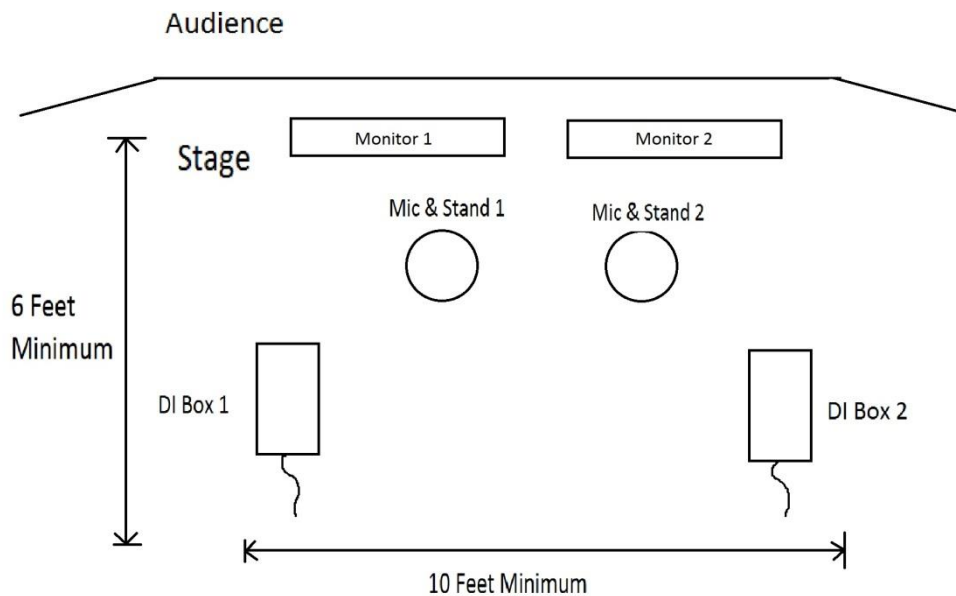 Audience
Monitor 1
Monitor 2
Stage
Mic & Stand 1
Mic & Stand 2
6 Feet
Minimum
DI Box 1
DI Box 2
10 Feet Minimum